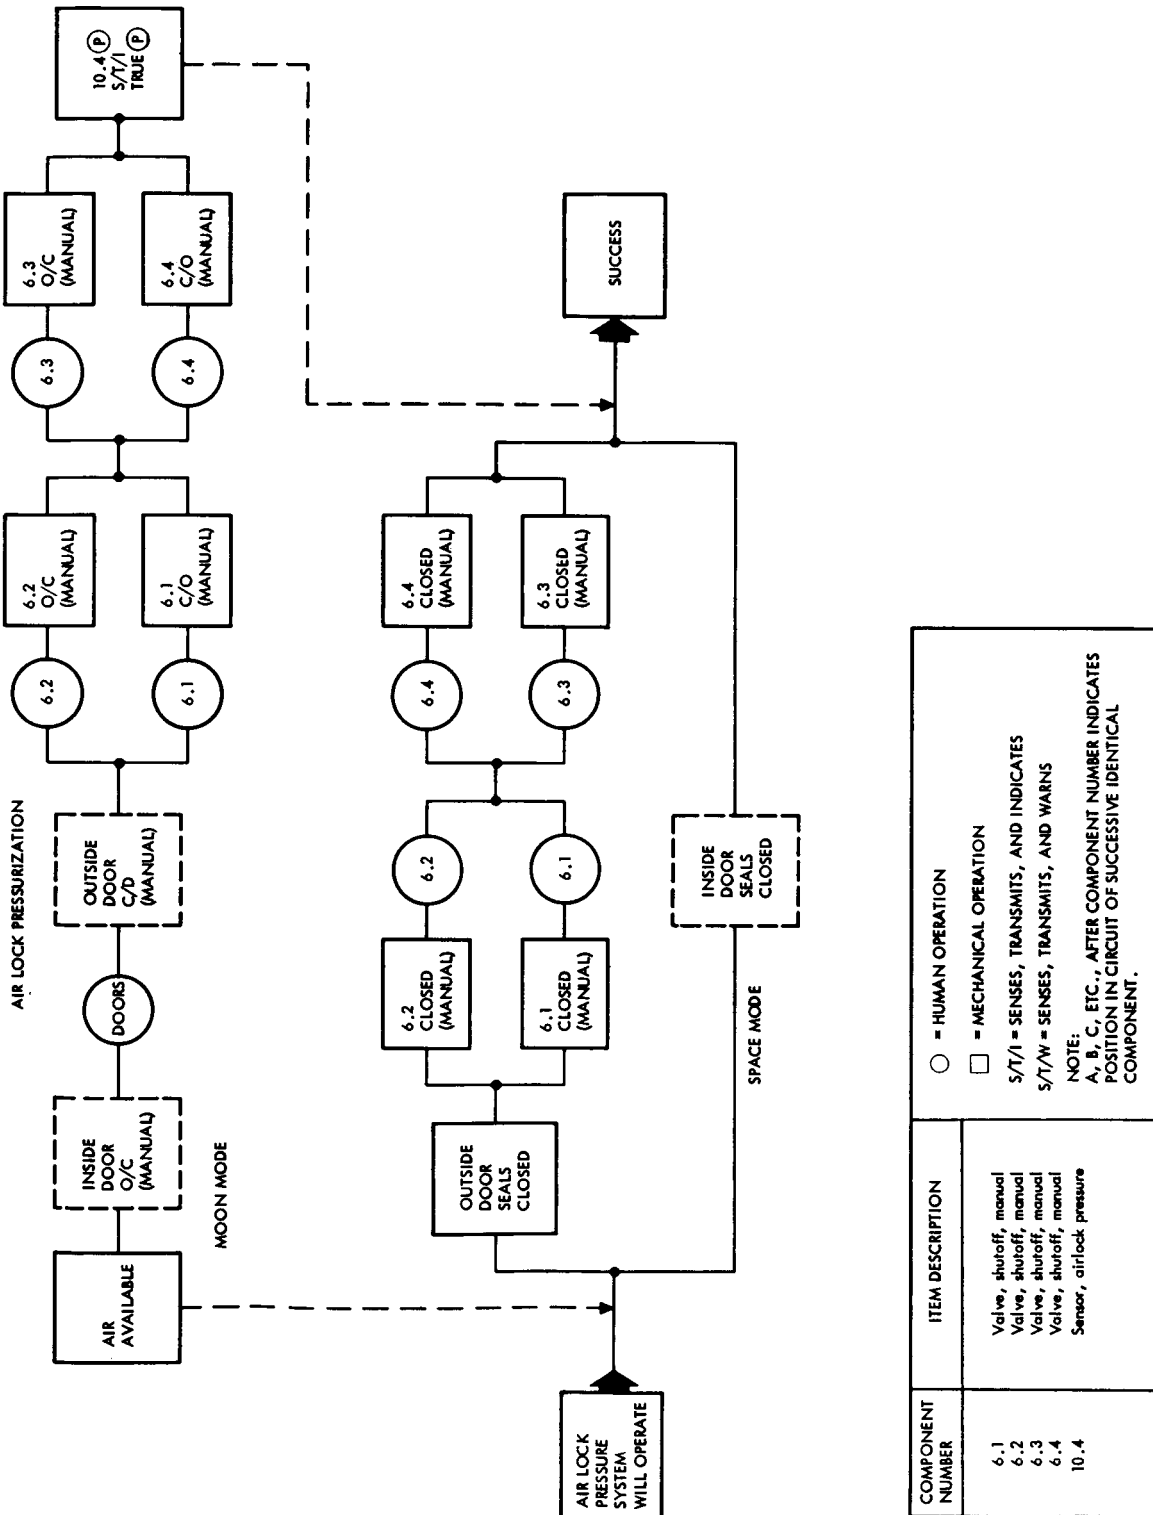 AIR LOCK PRESSURIZATION
AIR
AVAILABLE
INSIDE
DOOR
O/C
(MANUAL)
DOORS
OUTSIDE
DOOR
C/D
(MANUAL)
6.2
6.2
O/C
(MANUAL)
6.1
6.1
C/O
(MANUAL)
6.3
6.3
O/C
(MANUAL)
6.4
6.4
C/O
(MANUAL)
10.4 P
S/T/I
TRUE P
MOON MODE
AIR LOCK
PRESSURE
SYSTEM
WILL OPERATE
OUTSIDE
DOOR
SEALS
CLOSED
6.2
CLOSED
(MANUAL)
6.2
6.1
CLOSED
(MANUAL)
6.1
6.4
6.4
CLOSED
(MANUAL)
6.3
6.3
CLOSED
(MANUAL)
INSIDE
DOOR
SEALS
CLOSED
SUCCESS
SPACE MODE
COMPONENT
NUMBER
ITEM DESCRIPTION
6.1 Valve, shutoff, manual
6.2 Valve, shutoff, manual
6.3 Valve, shutoff, manual
6.4 Valve, shutoff, manual
10.4 Sensor, airlock pressure
= HUMAN OPERATION
= MECHANICAL OPERATION
S/T/I = SENSES, TRANSMITS, AND INDICATES
S/T/W = SENSES, TRANSMITS, AND WARNS
NOTE:
A, B, C, ETC., AFTER COMPONENT NUMBER INDICATES
POSITION IN CIRCUIT OF SUCCESSIVE IDENTICAL
COMPONENT.